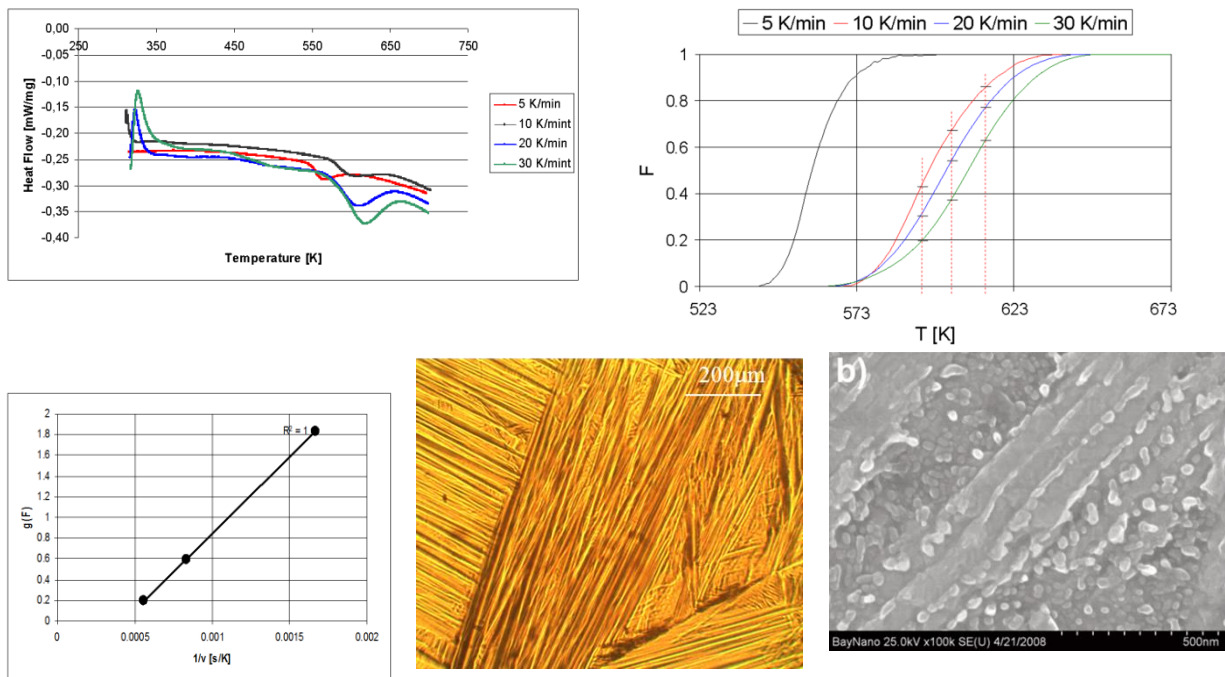 0,00
250 350 450 550 650 750
-0,05
-0,10
-0,15
-0,20
-0,25
-0,30
-0,35
-0,40
Heat Flow [mW/mg]
Temperature [K]
5 K/min
10 K/mint
20 K/min
30 K/mint
5 K/min 10 K/min 20 K/min 30 K/min
1
0.8
0.6
0.4
0.2
0
F
523 573 623 673
T [K]
2
1.8
1.6
1.4
1.2
1
0.8
0.6
0.4
0.2
0
g(F)
R² = 1
0 0.0005 0.001 0.0015 0.002
1/v [s/K]
200µm
b)
BayNano 25.0kV x100k SE(U) 4/21/2008 500nm